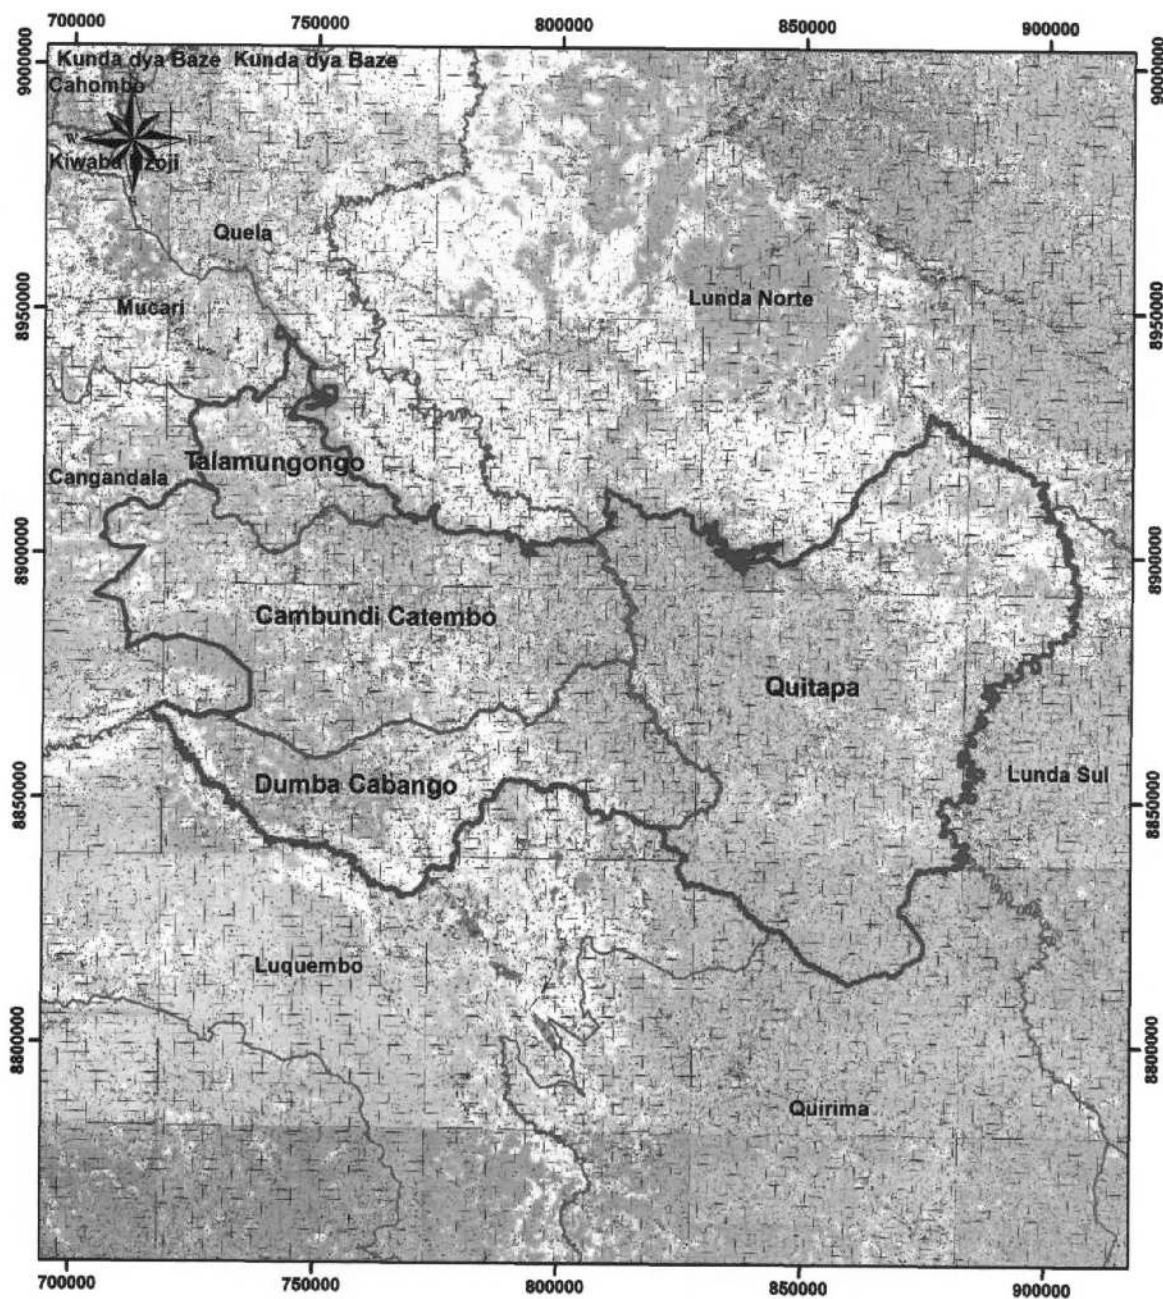 700000 750000 800000 850000 900000
9000000 9000000
Kunda dya Baze Kunda dya Baze
Cahombo
W
Kiwaba Nzoji
Quela
Lunda Norte
Mucari
8950000 8950000
Talamungongo
Cangandala
8900000 8900000
Cambundi Catembo
Quitapa
Lunda Sul
Dumba Cabango
8850000 8850000
Luquembo
8800000 8800000
Quirima
700000 750000 800000 850000 900000